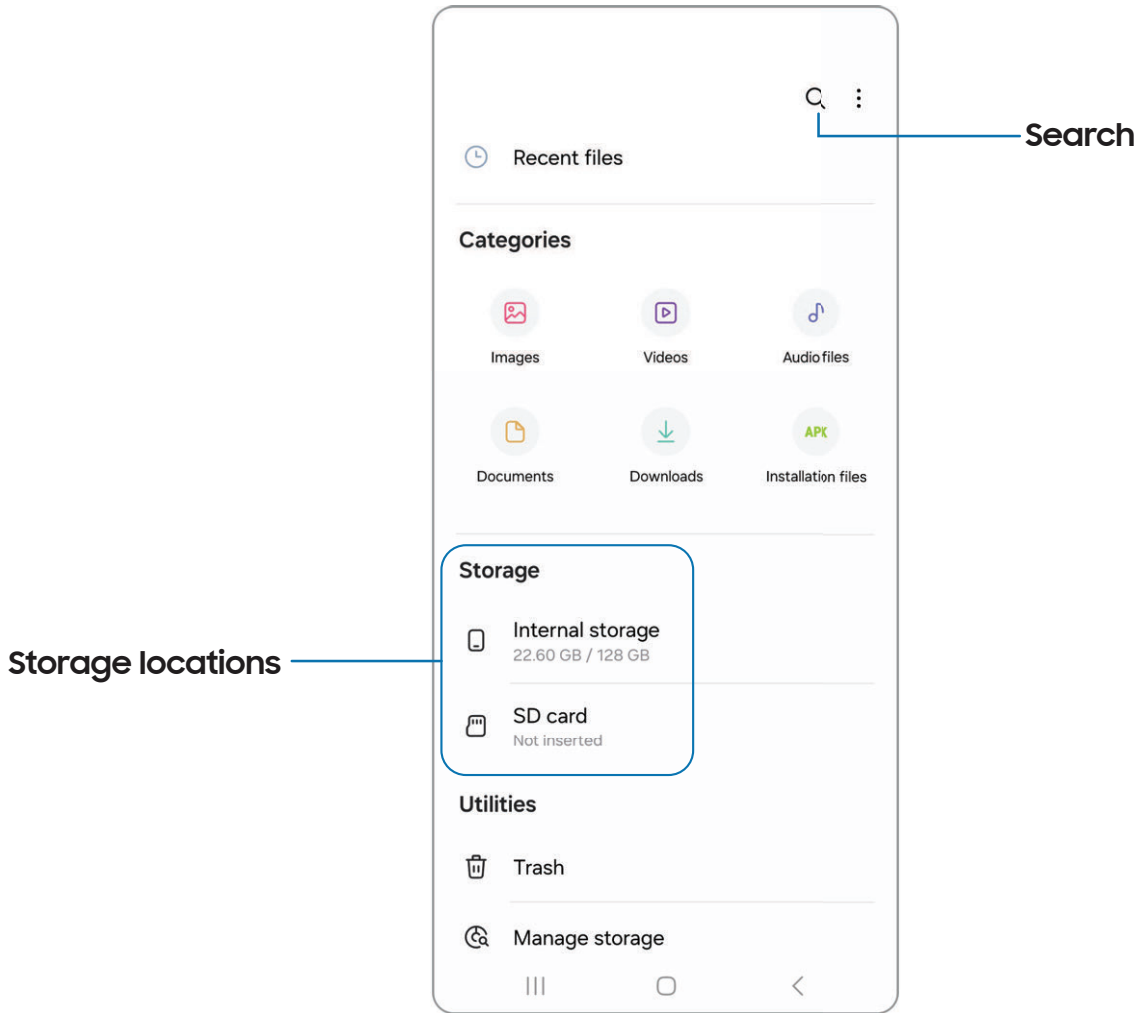 Search
Recent files
Categories
Images
Videos
Audio files
Documents
Downloads
APK
Installation files
Storage
Storage locations
Internal storage
22.60 GB / 128 GB
SD card
Not inserted
Utilities
Trash
Manage storage